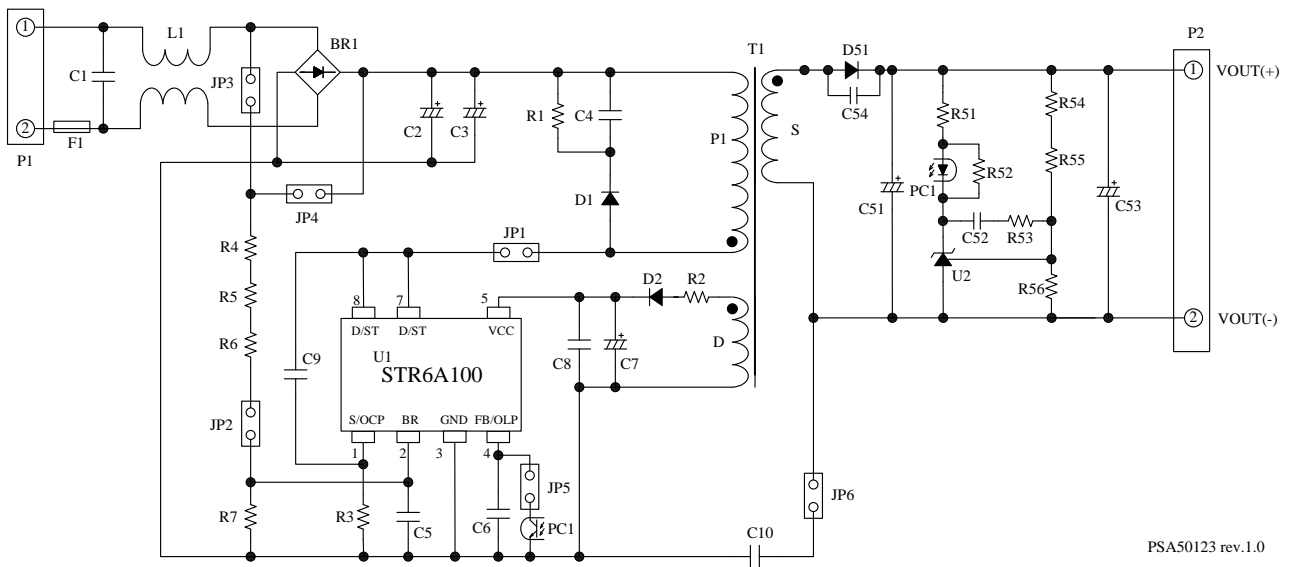 L1
BR1
T1
D51
P2
1
C1
JP3
1
VOUT(+)
C54
R51
R54
R1
C4
P1
S
C2
C3
2
F1
P1
R55
R52
PC1
C51
C53
JP4
D1
C52
R53
R4
JP1
U2
D2
R2
R56
R5
8
7
5
2
VOUT(-)
D/ST
D/ST
VCC
D
R6
C9
U1
C8
C7
STR6A100
JP2
S/OCP
BR
GND
FB/OLP
1
2
3
4
JP5
JP6
R7
R3
C5
C6
PC1
C10
PSA50123 rev.1.0
+
+
+
+
+